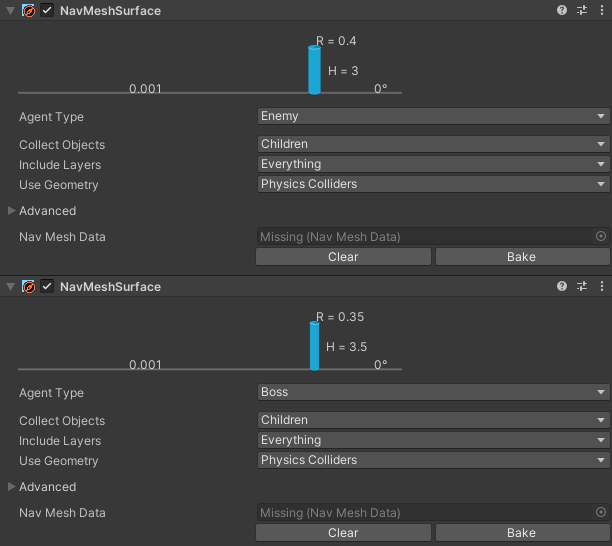 NavMeshSurface
R = 0.4
H = 3
0.001 0°
Agent Type Enemy
Collect Objects Children
Include Layers Everything
Use Geometry Physics Colliders
Advanced
Nav Mesh Data Missing (Nav Mesh Data)
Clear Bake
NavMeshSurface
R = 0.35
H = 3.5
0.001 0°
Agent Type Boss
Collect Objects Children
Include Layers Everything
Use Geometry Physics Colliders
Advanced
Nav Mesh Data Missing (Nav Mesh Data)
Clear Bake